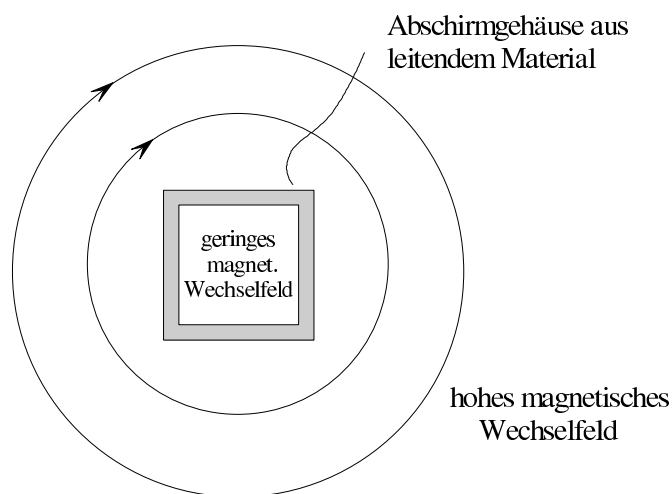 Abschirmgehäuse aus
leitendem Material
geringes
magnet.
Wechselfeld
hohes magnetisches
Wechselfeld